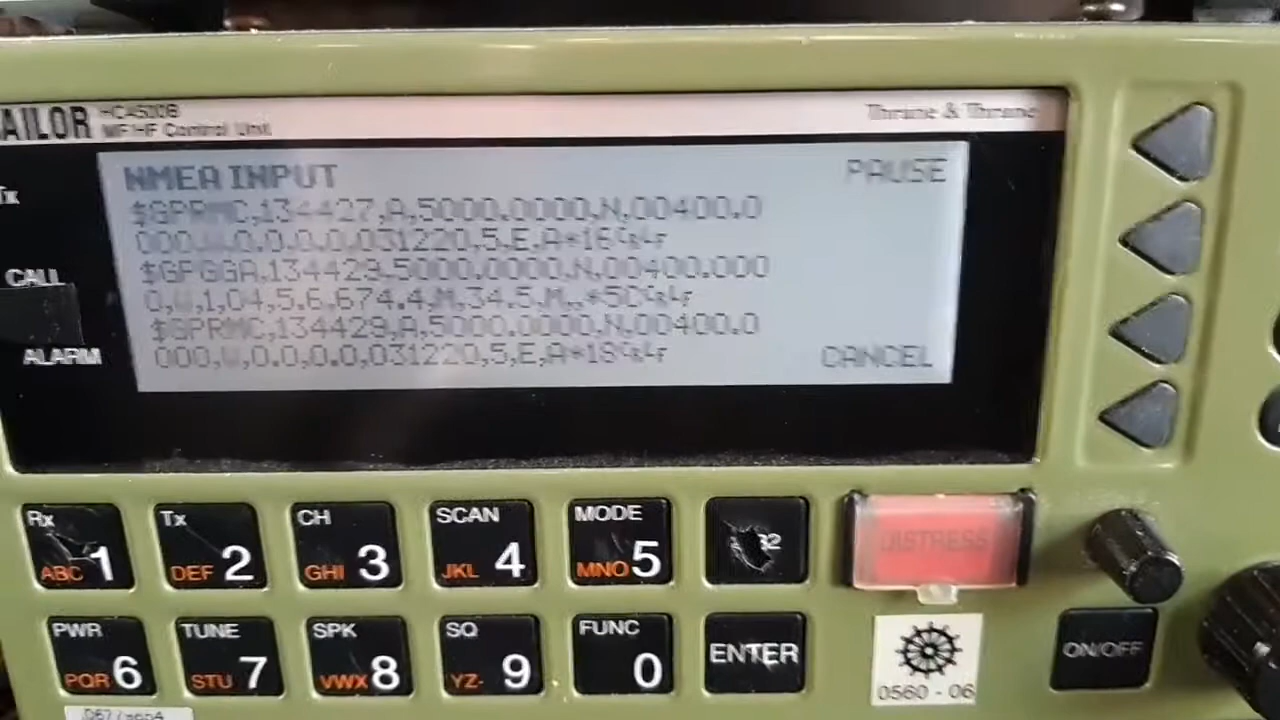 AILOR HC4500B Thrane & Thrane
MF/HF Control Unit
Tx
NMEA INPUT PAUSE
$GPRMC,134427,A,5000.0000,N,00400.0
000,W,0.0,0.0,031220,5,E,A*16
$GPGGA,134429,5000.0000,N,00400.000
0,W,1,04,5.6,674.4,M,34.5,M,,*5D
$GPRMC,134429,A,5000.0000,N,00400.0
000,W,0.0,0.0,031220,5,E,A*18
CANCEL
CALL
ALARM
Rx ABC 1
Tx DEF 2
CH GHI 3
SCAN JKL 4
MODE MNO 5
82
DISTRESS
PWR PQR 6
TUNE STU 7
SPK VWX 8
SQ YZ- 9
FUNC 0
ENTER
0560 - 06
ON/OFF